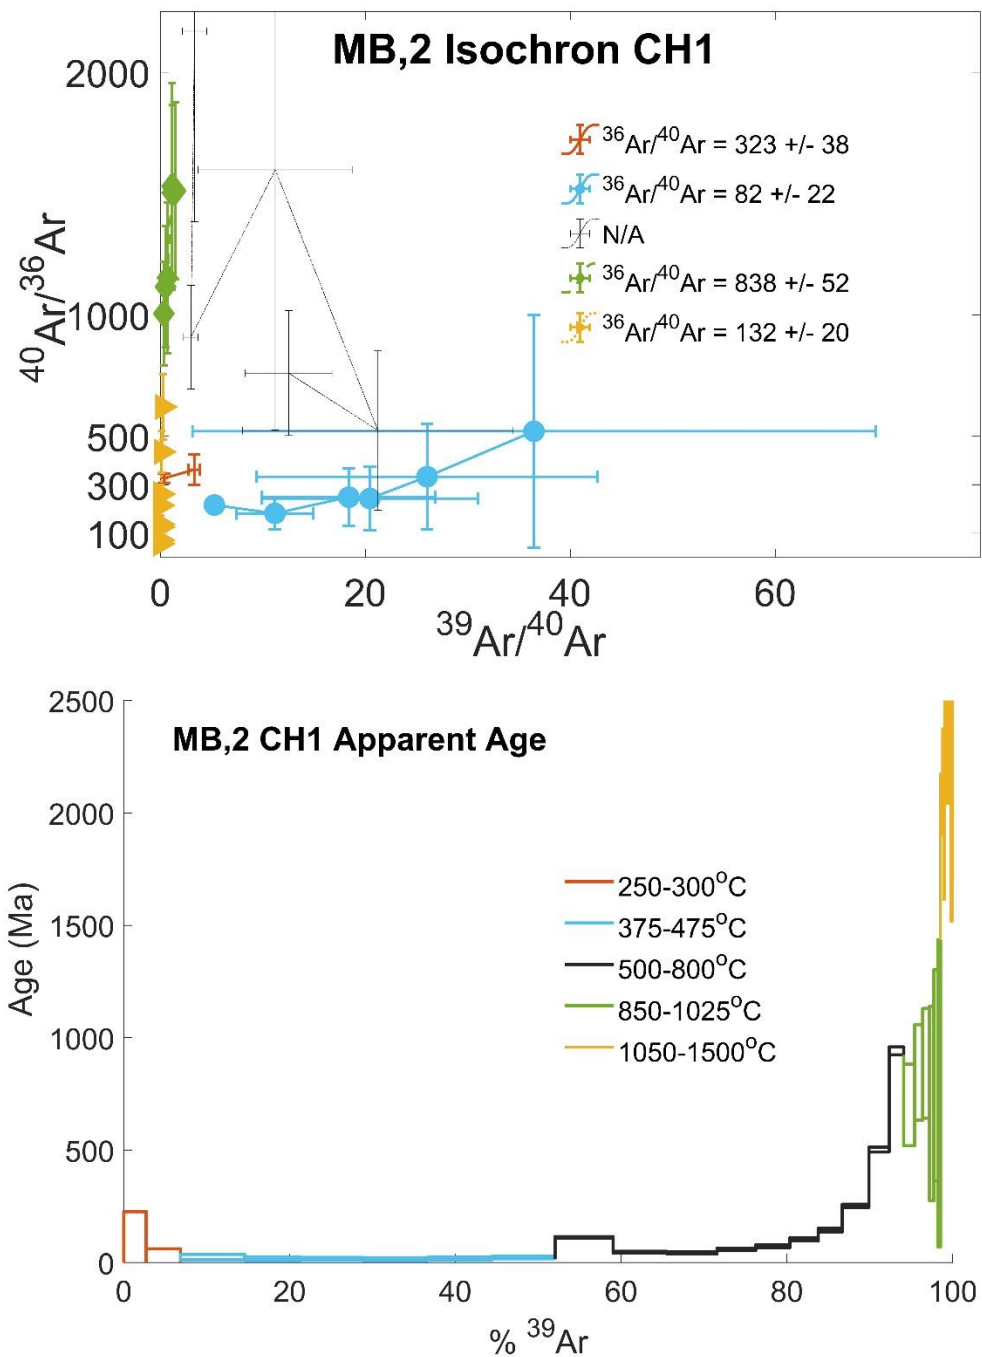 MB,2 Isochron CH1
2000
1000
500
300
100
⁴⁰Ar/³⁶Ar
³⁶Ar/⁴⁰Ar = 323 +/- 38
³⁶Ar/⁴⁰Ar = 82 +/- 22
N/A
³⁶Ar/⁴⁰Ar = 838 +/- 52
³⁶Ar/⁴⁰Ar = 132 +/- 20
0 20 40 60
³⁹Ar/⁴⁰Ar
MB,2 CH1 Apparent Age
2500
2000
1500
1000
500
0
Age (Ma)
250-300°C
375-475°C
500-800°C
850-1025°C
1050-1500°C
0 20 40 60 80 100
% ³⁹Ar